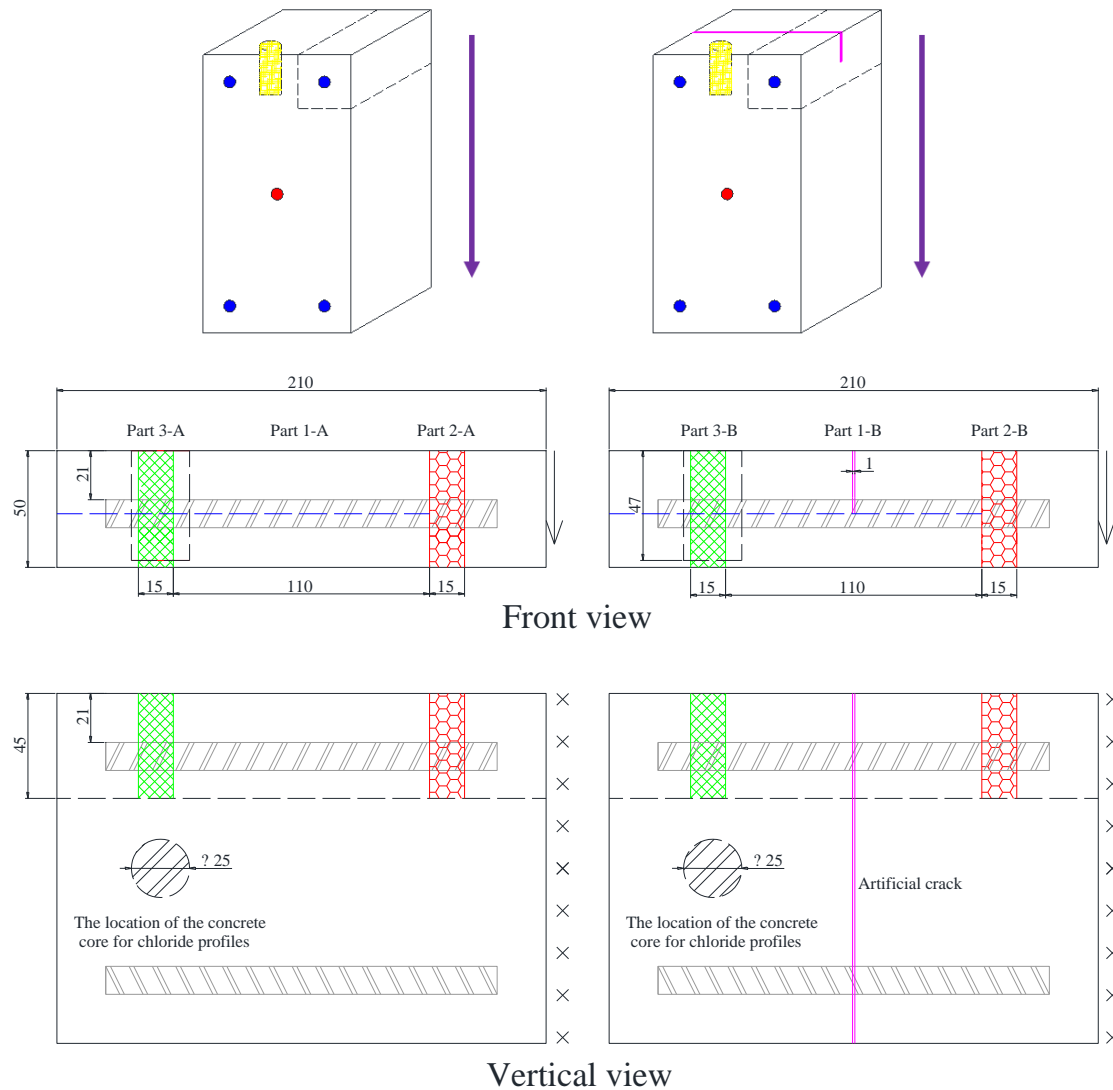 210
210
Part 3-A Part 1-A Part 2-A
Part 3-B Part 1-B Part 2-B
21
50
1
47
15 110 15
15 110 15
Front view
45
21
? 25
The location of the concrete
core for chloride profiles
? 25
The location of the concrete
core for chloride profiles
Artificial crack
Vertical view